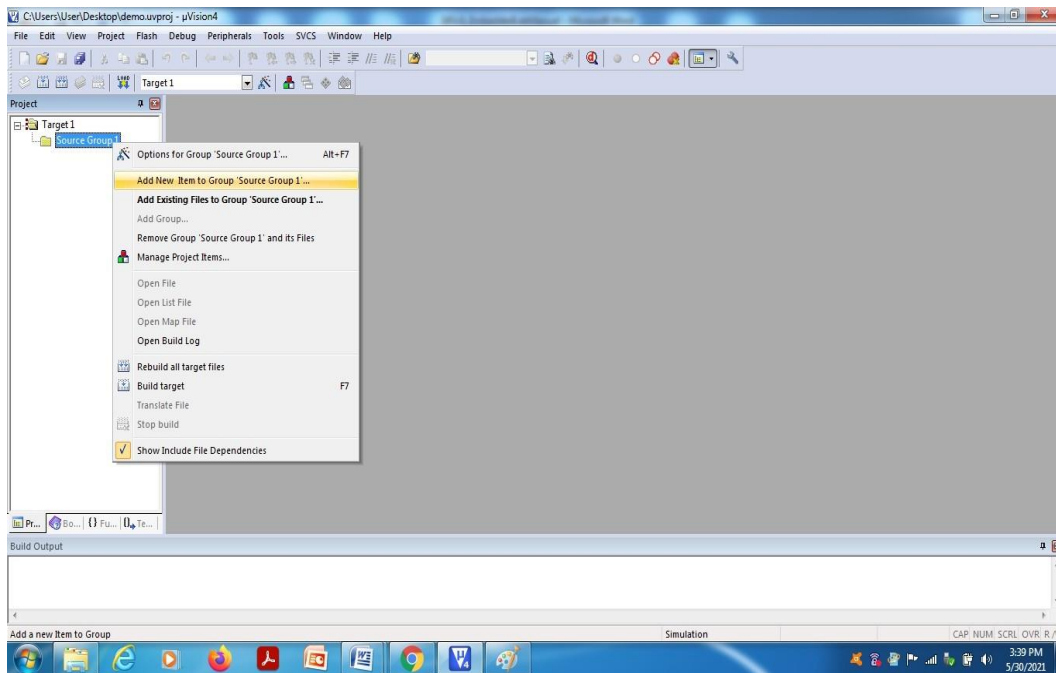 C:\Users\User\Desktop\demo.uvproj - µVision4
File Edit View Project Flash Debug Peripherals Tools SVCS Window Help
Target 1
Project
Target 1
Source Group 1
Options for Group 'Source Group 1'... Alt+F7
Add New Item to Group 'Source Group 1'...
Add Existing Files to Group 'Source Group 1'...
Add Group...
Remove Group 'Source Group 1' and its Files
Manage Project Items...
Open File
Open List File
Open Map File
Open Build Log
Rebuild all target files
Build target F7
Translate File
Stop build
Show Include File Dependencies
Pr... Bo... {} Fu... Te...
Build Output
Add a new Item to Group Simulation CAP NUM SCRL OVR R /
3:39 PM
5/30/2021